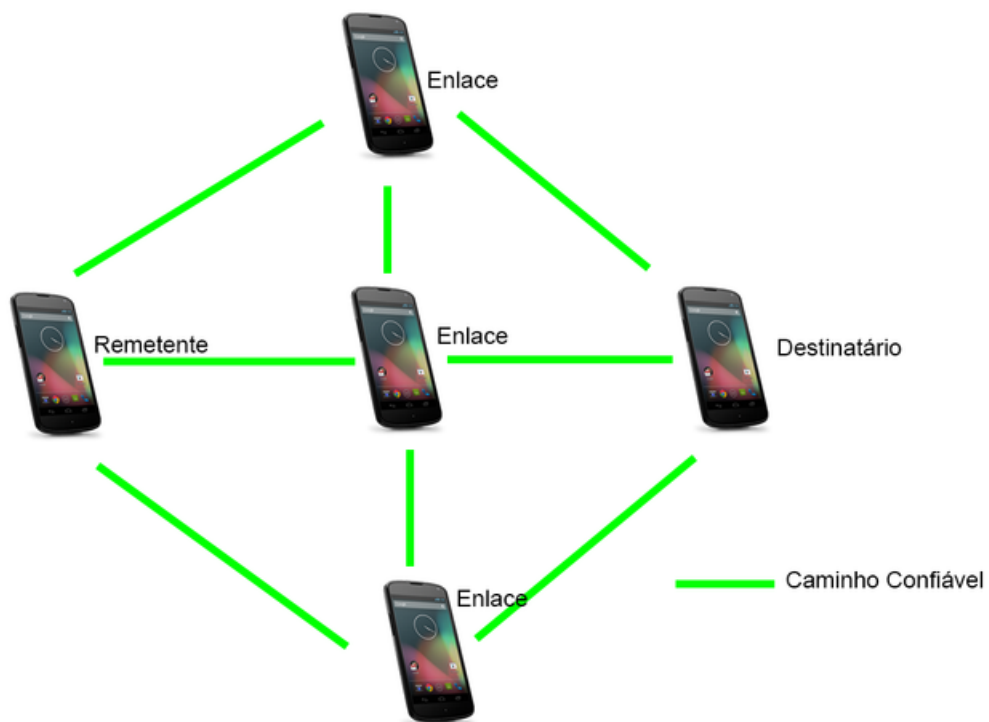 Enlace
Remetente
Enlace
Destinatário
Caminho Confiável
Enlace